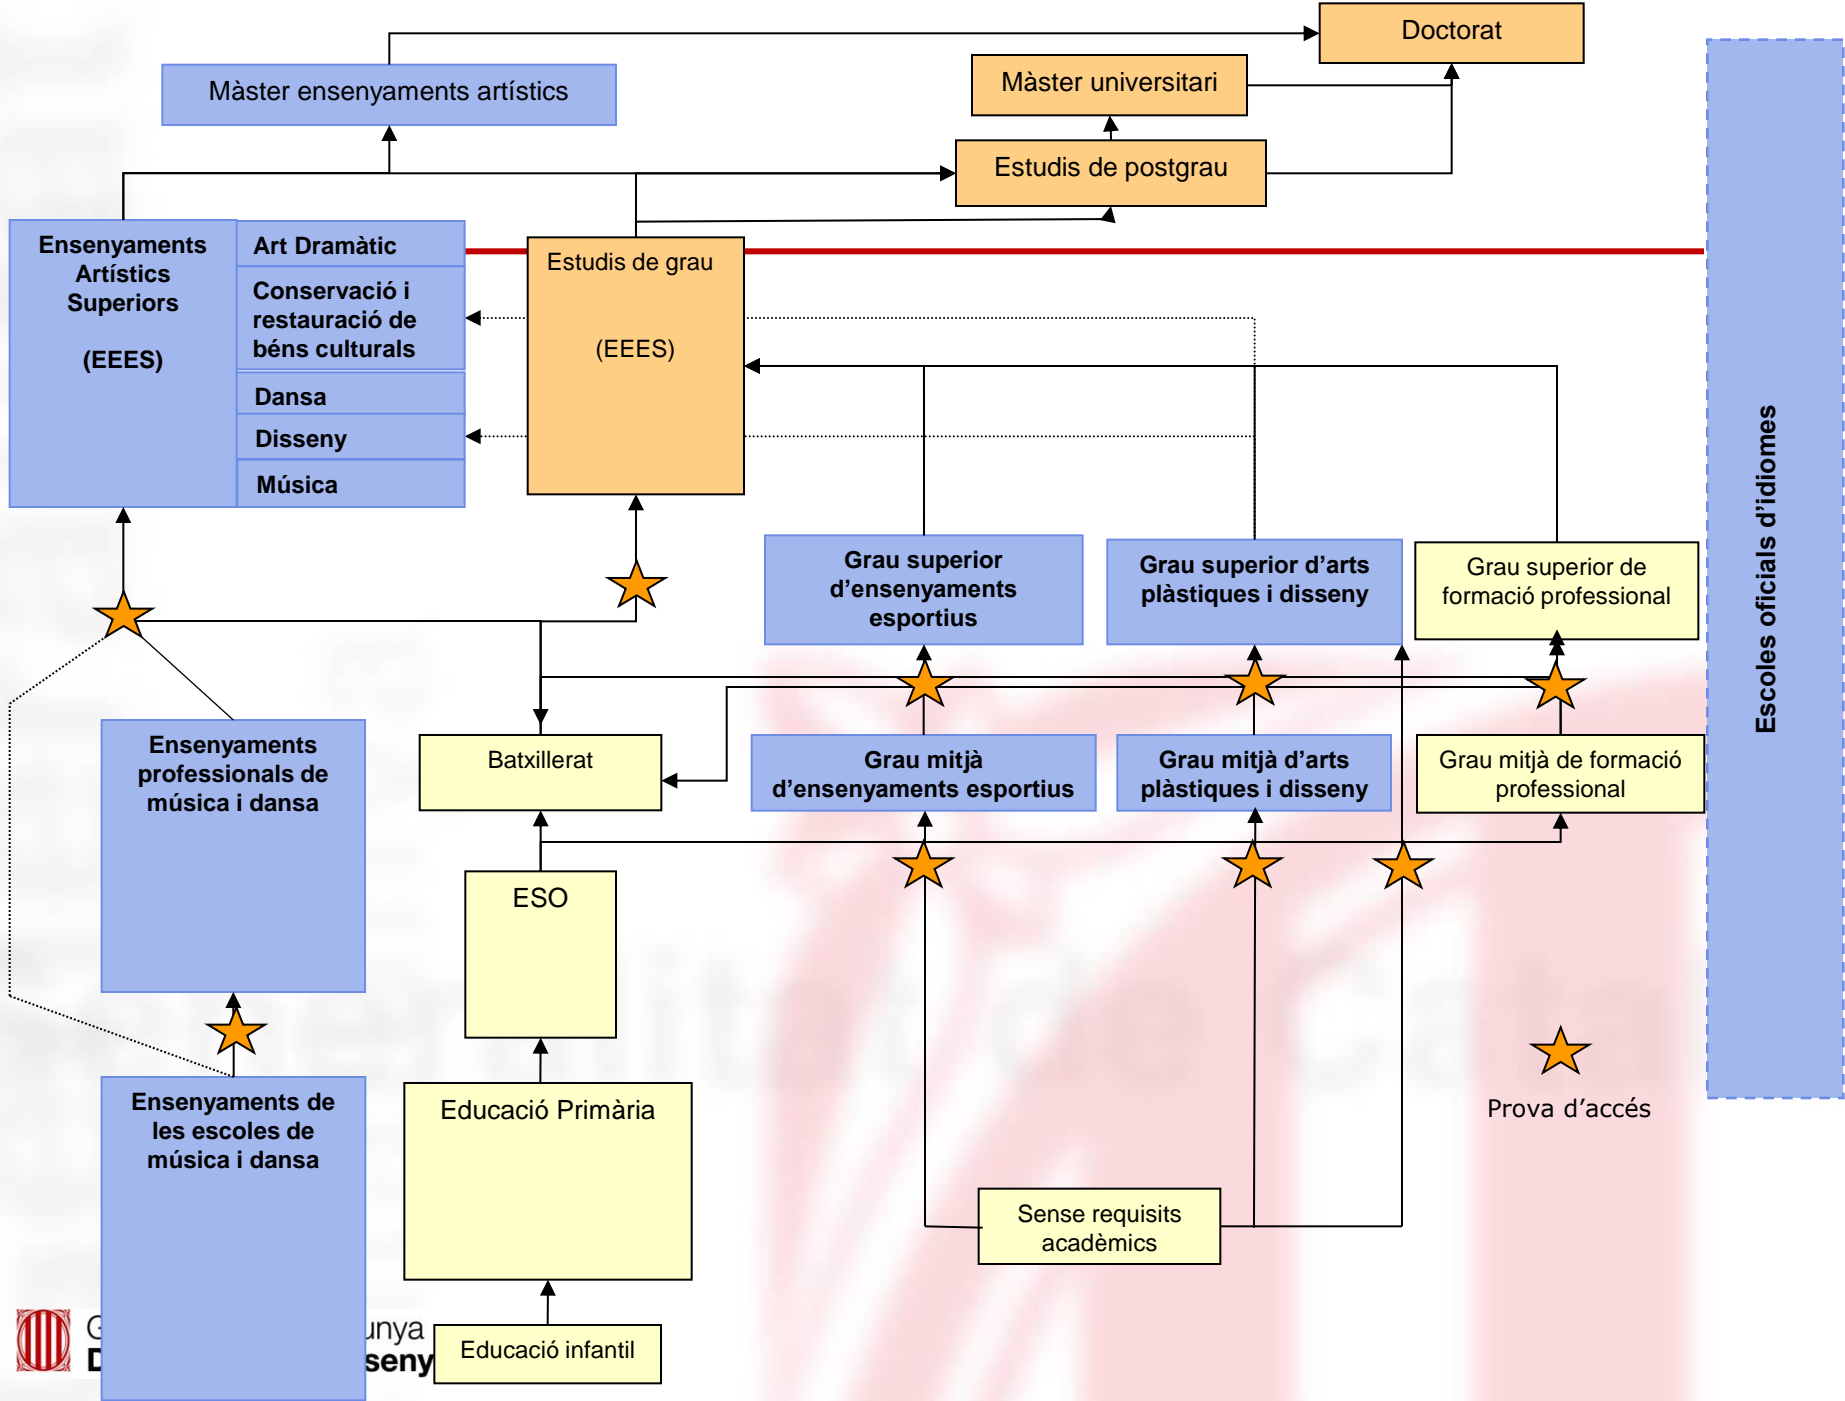 Doctorat
Màster ensenyaments artístics
Màster universitari
Estudis de postgrau
Ensenyaments
Artístics
Superiors
(EEES)
Art Dramàtic
Conservació i
restauració de
béns culturals
Dansa
Disseny
Música
Estudis de grau
(EEES)
Escoles oficials d'idiomes
Grau superior
d'ensenyaments
esportius
Grau superior d'arts
plàstiques i disseny
Grau superior de
formació professional
Ensenyaments
professionals de
música i dansa
Batxillerat
Grau mitjà
d'ensenyaments esportius
Grau mitjà d'arts
plàstiques i disseny
Grau mitjà de formació
professional
ESO
Ensenyaments de
les escoles de
música i dansa
Educació Primària
Prova d'accés
Sense requisits
acadèmics
Educació infantil